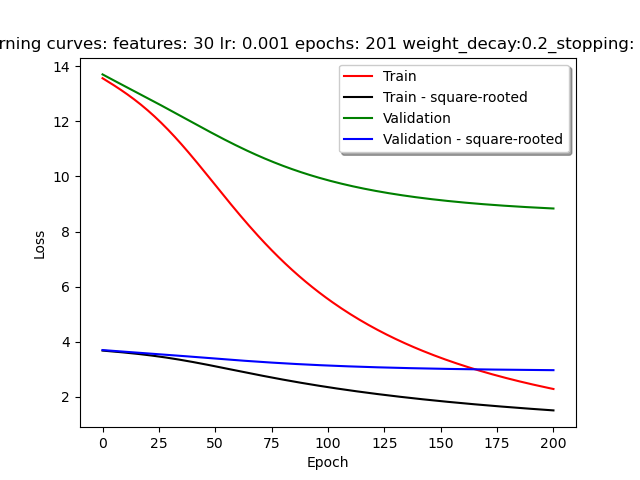 rning curves: features: 30 lr: 0.001 epochs: 201 weight_decay:0.2_stopping:
Train
Train - square-rooted
Validation
Validation - square-rooted
14
12
10
8
6
4
2
Loss
0 25 50 75 100 125 150 175 200
Epoch